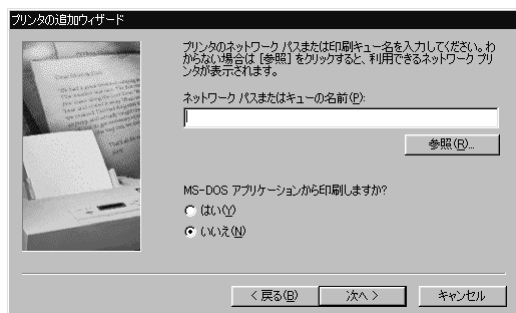 プリンタの追加ウィザード
プリンタのネットワーク パスまたは印刷キュー名を入力してください。わ
からない場合は [参照] をクリックすると、利用できるネットワーク プリ
ンタが表示されます。
ネットワーク パスまたはキューの名前(P):
参照(R)...
MS-DOS アプリケーションから印刷しますか?
はい(Y)
いいえ(N)
< 戻る(B)
次へ >
キャンセル